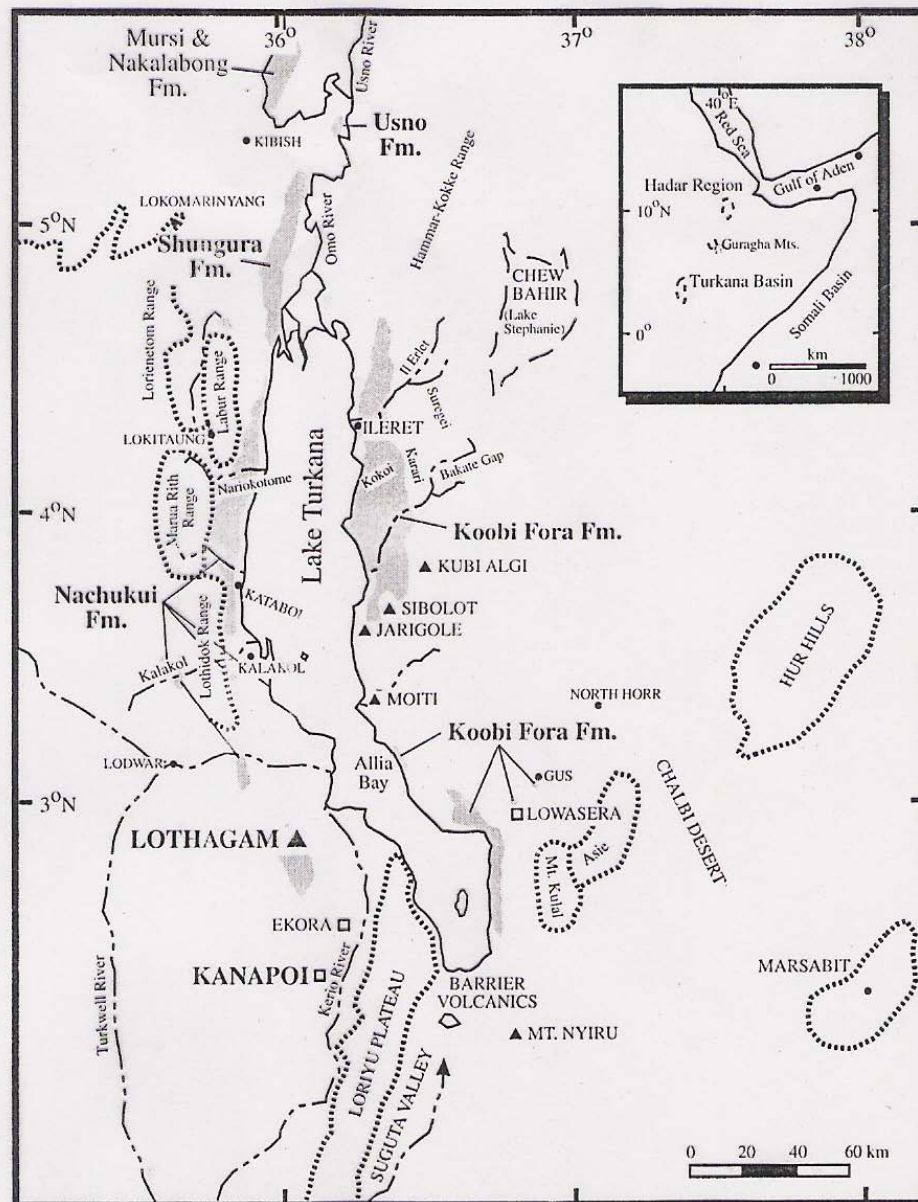 36°
37°
38°
Mursi &
Nakalabong
Fm.
Usno River
Usno
Fm.
KIBISH
Hammar-Kokke Range
LOKOMARINYANG
5°N
Shungura
Fm.
Omo River
CHEW
BAHIR
(Lake
Stephanie)
40°E
Red Sea
Gulf of Aden
Hadar Region
10°N
Guragha Mts.
Turkana Basin
0°
Somali Basin
km
0 1000
Lorienetom Range
Labur Range
Il Erlet
Suregei
LOKITAUNG
ILERET
Nariokotome
Kokoi
Karari
Bakate Gap
Marua Rith
Range
4°N
Lake Turkana
Koobi Fora Fm.
KUBI ALGI
Nachukui
Fm.
KATABOI
SIBOLOT
JARIGOLE
Lothidok Range
HUR HILLS
Kalakol
KALAKOL
MOITI
NORTH HORR
Koobi Fora Fm.
LODWAR
Allia
Bay
GUS
3°N
LOWASERA
CHALBI DESERT
LOTHAGAM
Mt. Kulal
Asie
EKORA
KANAPOI
Kerio River
MARSABIT
BARRIER
VOLCANICS
Turkwell River
LORIYU PLATEAU
MT. NYIRU
SUGUTA VALLEY
0 20 40 60 km